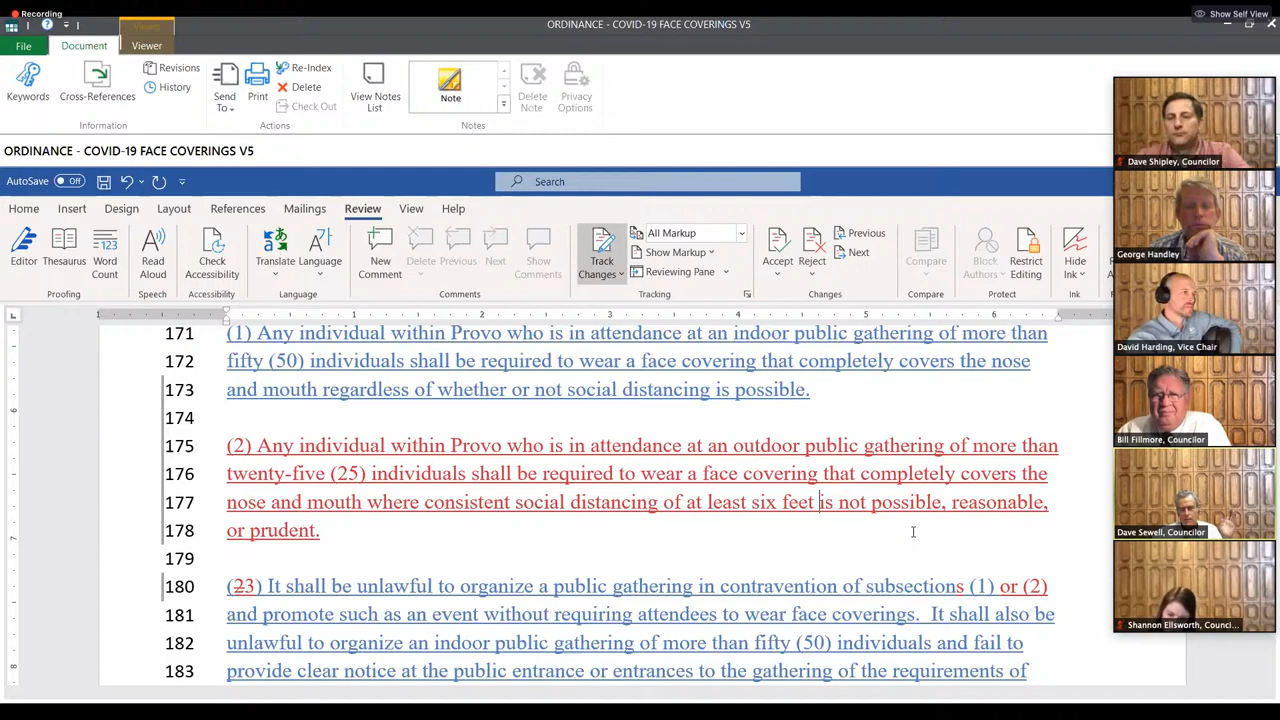 Recording
ORDINANCE - COVID-19 FACE COVERINGS V5
Show Self View
Viewer
File
Document
Viewer
Keywords
Cross-References
Revisions
History
Information
Send To
Print
Re-Index
Delete
Check Out
Actions
View Notes List
Note
Delete Note
Privacy Options
Notes
ORDINANCE - COVID-19 FACE COVERINGS V5
AutoSave Off
Search
Home Insert Design Layout References Mailings Review View Help
Editor
Thesaurus
Word Count
Proofing
Read Aloud
Speech
Check Accessibility
Accessibility
Translate
Language
Language
New Comment
Delete
Previous
Next
Show Comments
Comments
Track Changes
All Markup
Show Markup
Reviewing Pane
Tracking
Accept
Reject
Previous
Next
Changes
Compare
Compare
Block Authors
Restrict Editing
Protect
Hide Ink
Ink
1 1 2 3 4 5 6
6
7
8
171 (1) Any individual within Provo who is in attendance at an indoor public gathering of more than
172 fifty (50) individuals shall be required to wear a face covering that completely covers the nose
173 and mouth regardless of whether or not social distancing is possible.
174
175 (2) Any individual within Provo who is in attendance at an outdoor public gathering of more than
176 twenty-five (25) individuals shall be required to wear a face covering that completely covers the
177 nose and mouth where consistent social distancing of at least six feet is not possible, reasonable,
178 or prudent.
179
180 (23) It shall be unlawful to organize a public gathering in contravention of subsections (1) or (2)
181 and promote such as an event without requiring attendees to wear face coverings. It shall also be
182 unlawful to organize an indoor public gathering of more than fifty (50) individuals and fail to
183 provide clear notice at the public entrance or entrances to the gathering of the requirements of
Dave Shipley, Councilor
George Handley
David Harding, Vice Chair
Bill Fillmore, Councilor
Dave Sewell, Councilor
Shannon Ellsworth, Counci...